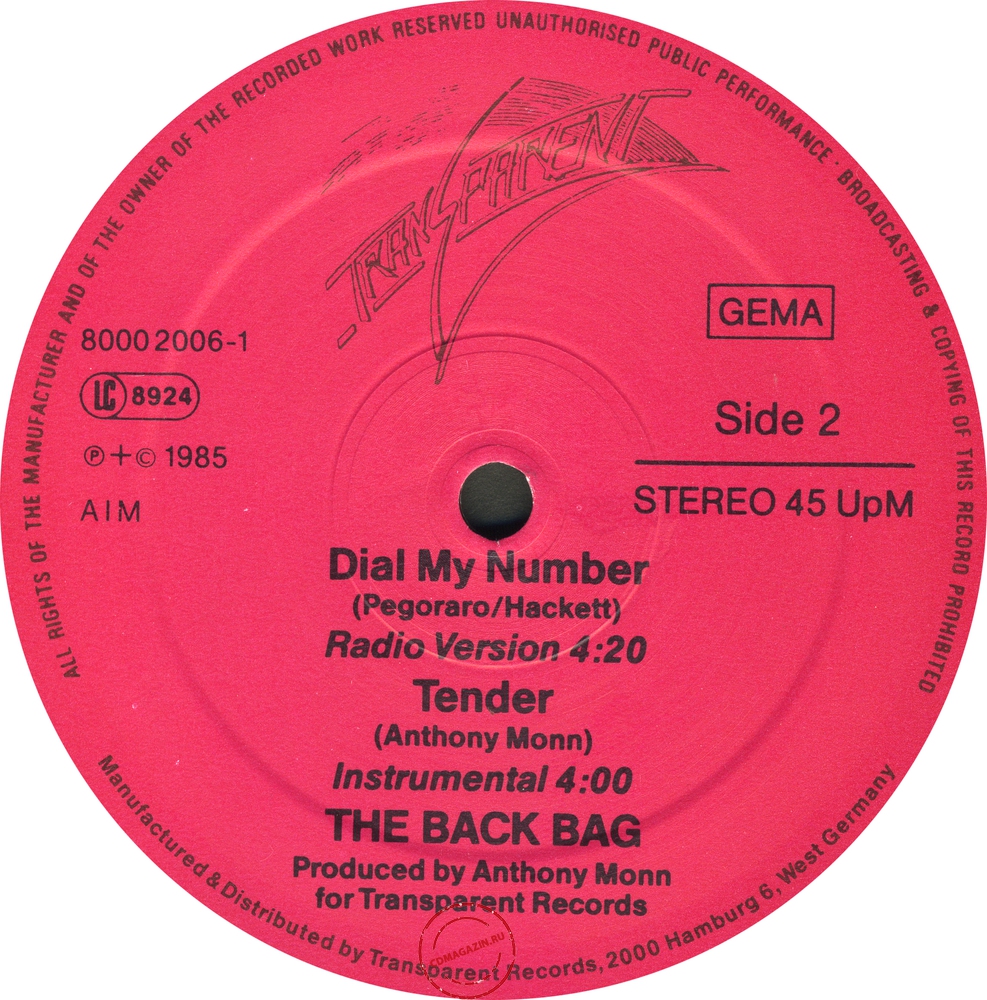 ALL RIGHTS OF THE MANUFACTURER AND OF THE OWNER OF THE RECORDED WORK RESERVED UNAUTHORISED PUBLIC PERFORMANCE · BROADCASTING & COPYING OF THIS RECORD PROHIBITED
TRANSPARENT
GEMA
8000 2006-1
LC 8924
℗+© 1985
AIM
Side 2
STEREO 45 UpM
Dial My Number
(Pegoraro/Hackett)
Radio Version 4:20
Tender
(Anthony Monn)
Instrumental 4:00
THE BACK BAG
Produced by Anthony Monn
for Transparent Records
Manufactured & Distributed by Transparent Records, 2000 Hamburg 6, West Germany
CDMAGAZIN.RU